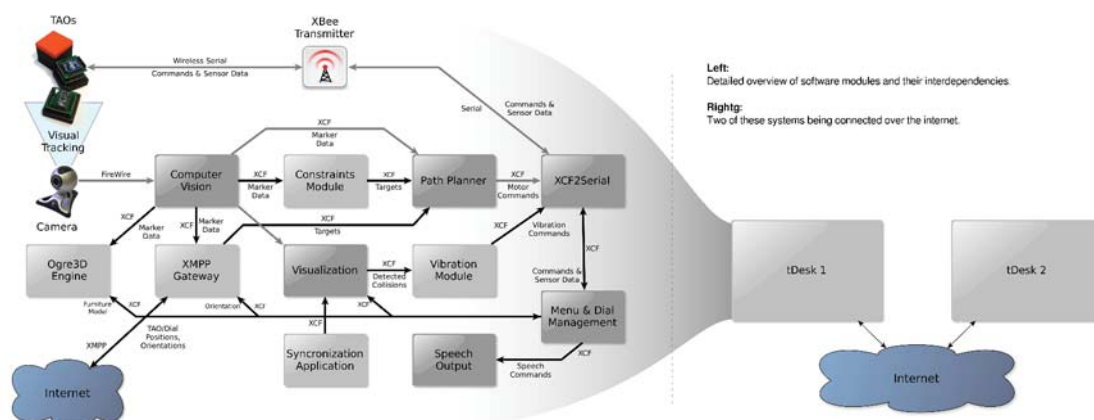 TAOs
XBee
Transmitter
Wireless Serial
Commands & Sensor Data
Visual
Tracking
Camera
FireWire
Serial
Commands &
Sensor Data
XCF
Marker
Data
Computer
Vision
XCF
Marker
Data
Constraints
Module
XCF
Targets
Path Planner
XCF
Motor
Commands
XCF2Serial
XCF
Marker
Data
XCF
Marker
Data
XCF
Targets
XCF
Vibration
Commands
XCF
Ogre3D
Engine
XMPP
Gateway
Visualization
XCF
Detected
Collisions
Vibration
Module
Commands
& Sensor Data
Furniture
Model
XCF
Orientation
XCF
XCF
XCF
Menu & Dial
Management
XMPP
TAO/Dial
Positions,
Orientations
XCF
Syncronization
Application
Speech
Output
XCF
Speech
Commands
Internet
Left:
Detailed overview of software modules and their interdependencies.
Rightg:
Two of these systems being connected over the internet.
tDesk 1
tDesk 2
Internet